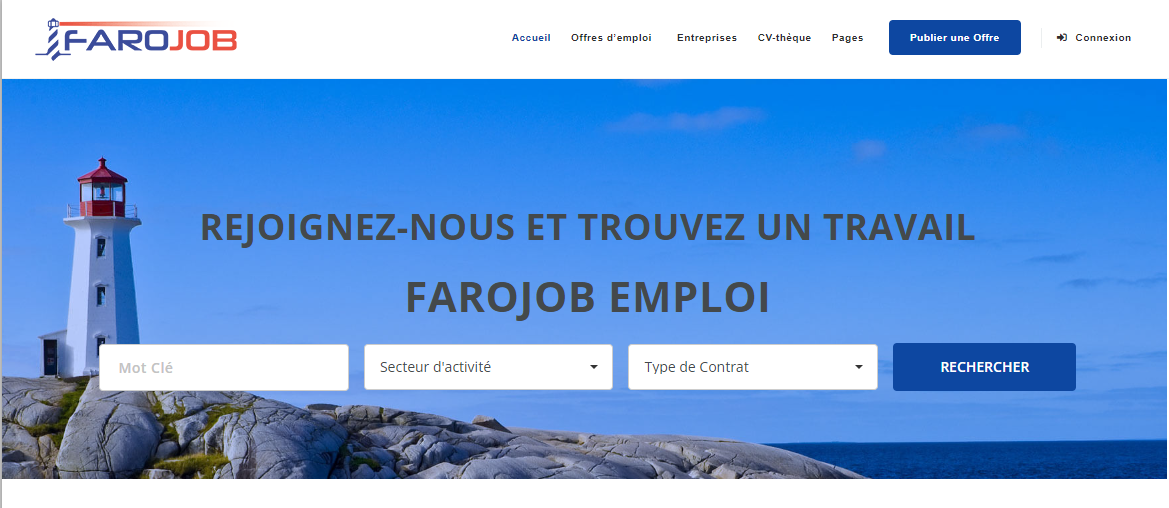 FAROJOB
Accueil Offres d'emploi Entreprises CV-thèque Pages Publier une Offre Connexion
REJOIGNEZ-NOUS ET TROUVEZ UN TRAVAIL
FAROJOB EMPLOI
Mot Clé Secteur d'activité Type de Contrat RECHERCHER